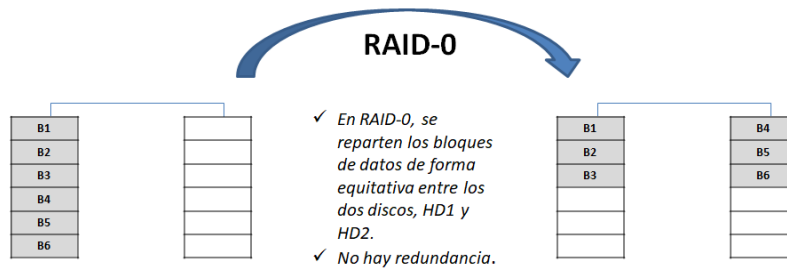 RAID-0
B1
B2
B3
B4
B5
B6
✓ En RAID-0, se
reparten los bloques
de datos de forma
equitativa entre los
dos discos, HD1 y
HD2.
✓ No hay redundancia.
B1
B2
B3
B4
B5
B6